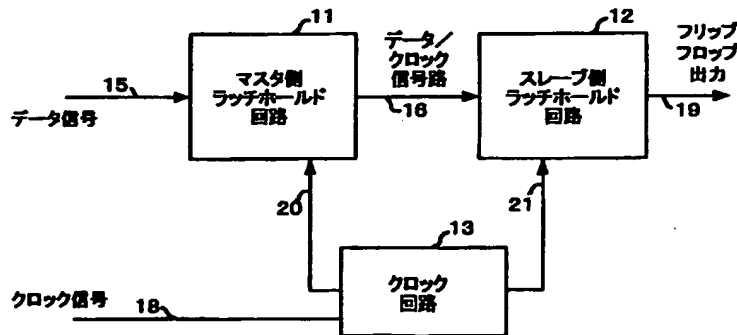 11
マスタ側
ラッチホールド
回路
データ／
クロック
信号路
16
12
スレーブ側
ラッチホールド
回路
フリップ
フロップ
出力
19
15
データ信号
20
21
13
クロック
回路
クロック信号
18